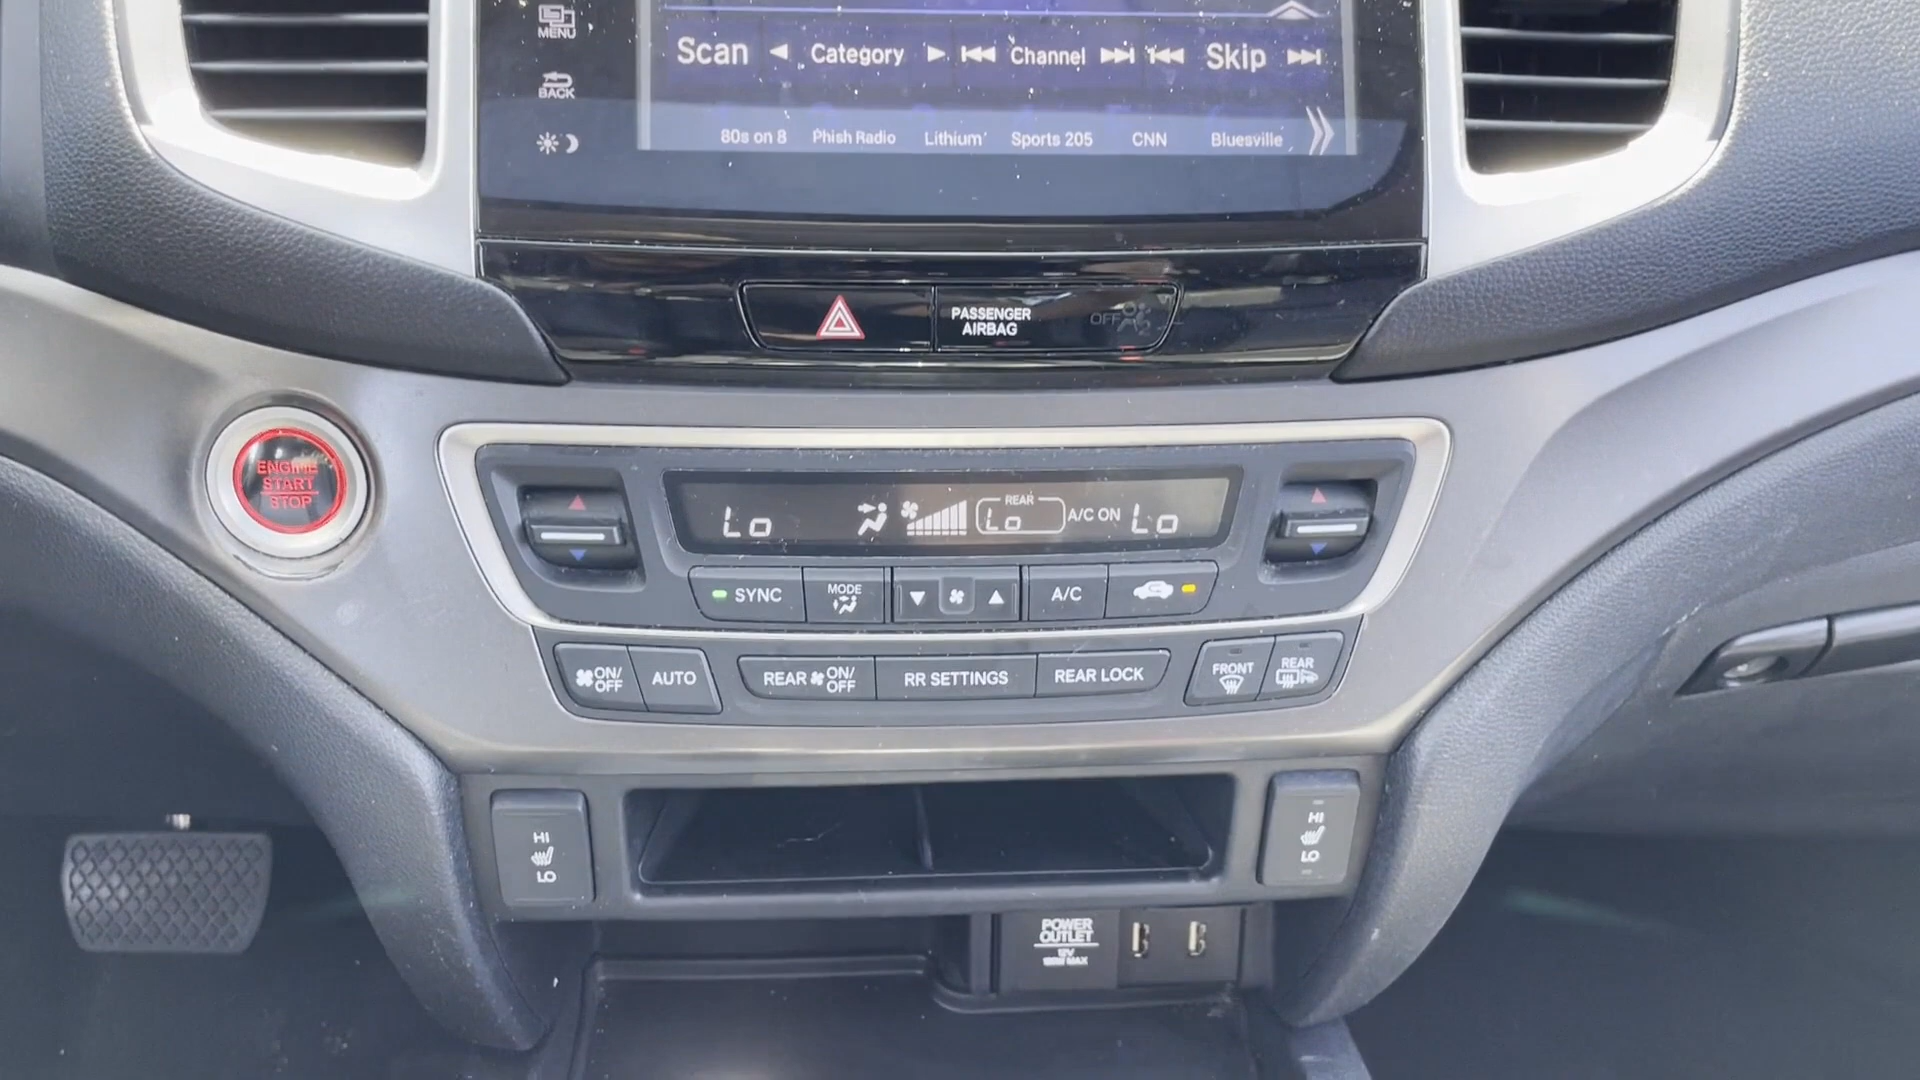 MENU
BACK
Scan Category Channel Skip
80s on 8 Phish Radio Lithium Sports 205 CNN Bluesville
PASSENGER
AIRBAG
OFF
ENGINE
START
STOP
Lo REAR Lo A/C ON Lo
SYNC MODE A/C
ON/
OFF
AUTO
REAR ON/
OFF
RR SETTINGS
REAR LOCK
FRONT
REAR
HI
LO
HI
LO
POWER
OUTLET
12V
MAX